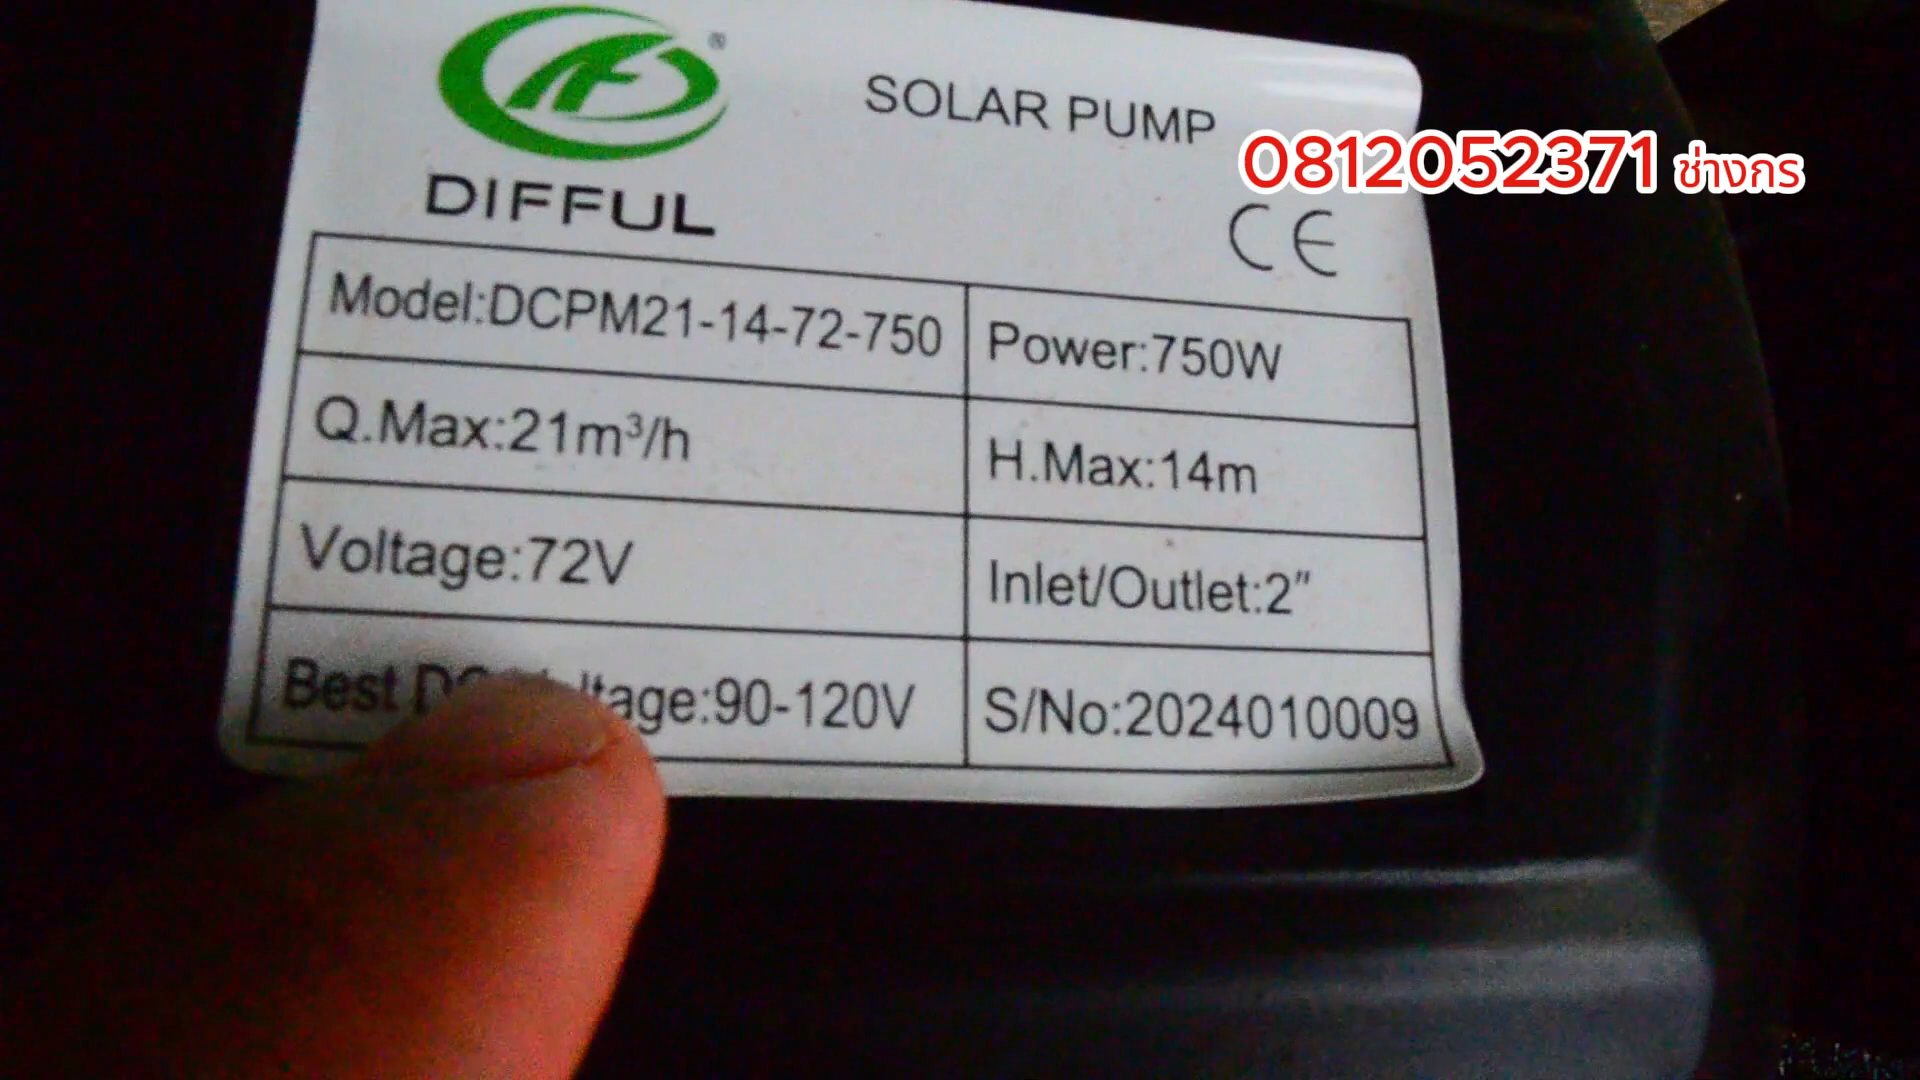 SOLAR PUMP
0812052371 ช่างกร
DIFFUL
®
CE
Model:DCPM21-14-72-750
Power:750W
Q.Max:21m³/h
H.Max:14m
Voltage:72V
Inlet/Outlet:2"
Best ltage:90-120V
S/No:2024010009